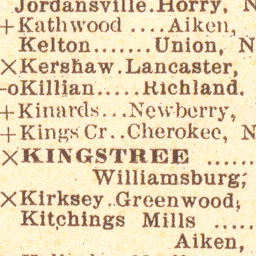 Jordansville.Horry, N
+Kathwood ....Aiken,
Kelton.......Union, N
×Kershaw.Lancaster,
-oKillian.....Richland.
+Kinards...Newberry,
+Kings Cr..Cherokee, N
×KINGSTREE ......
Williamsburg,
×Kirksey.Greenwood,
Kitchings Mills .....
Aiken,